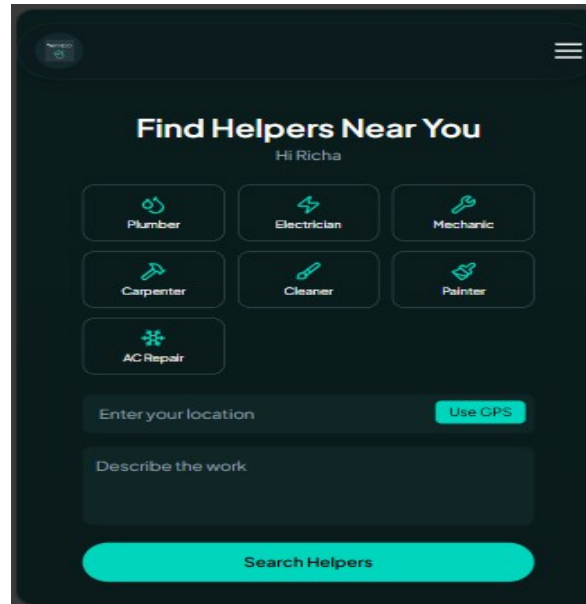 Find Helpers Near You
Hi Richa
Plumber
Electrician
Mechanic
Carpenter
Cleaner
Painter
AC Repair
Enter your location
Use GPS
Describe the work
Search Helpers